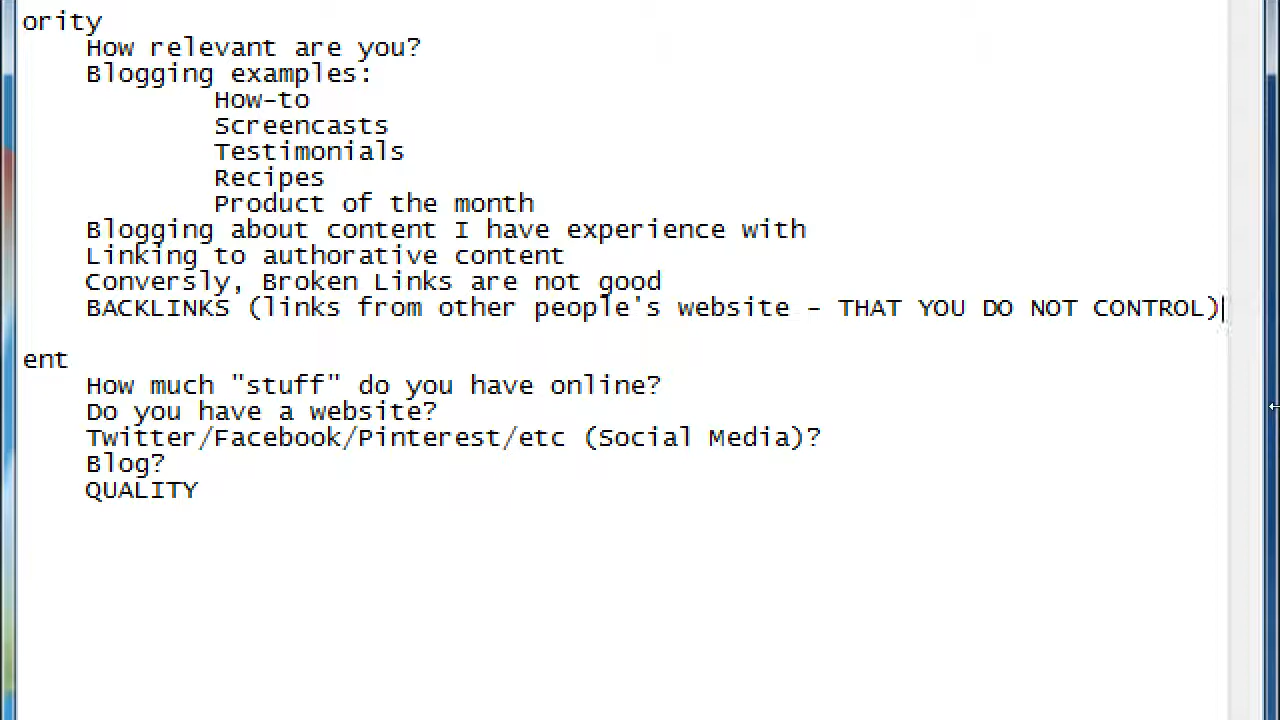 ority
How relevant are you?
Blogging examples:
How-to
Screencasts
Testimonials
Recipes
Product of the month
Blogging about content I have experience with
Linking to authorative content
Conversly, Broken Links are not good
BACKLINKS (links from other people's website - THAT YOU DO NOT CONTROL)
ent
How much "stuff" do you have online?
Do you have a website?
Twitter/Facebook/Pinterest/etc (Social Media)?
Blog?
QUALITY